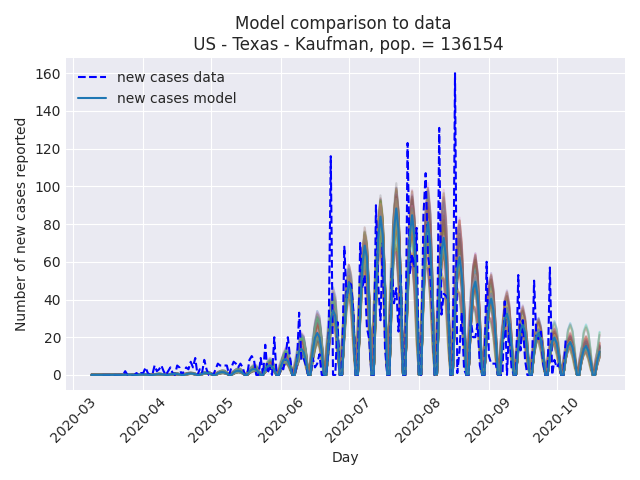 Model comparison to data
US - Texas - Kaufman, pop. = 136154
new cases data
new cases model
Number of new cases reported
160
140
120
100
80
60
40
20
0
2020-03
2020-04
2020-05
2020-06
2020-07
2020-08
2020-09
2020-10
Day